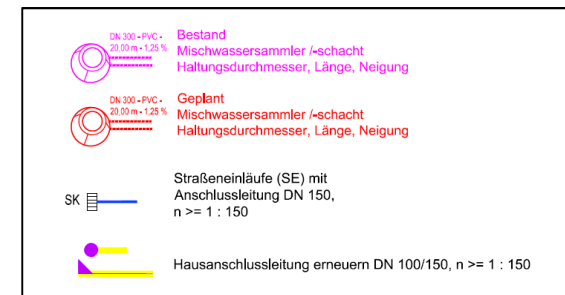 DN 300 - PVC -
20,00 m - 1,25 %
Bestand
Mischwassersammler /-schacht
Haltungsdurchmesser, Länge, Neigung
DN 300 - PVC -
20,00 m - 1,25 %
Geplant
Mischwassersammler /-schacht
Haltungsdurchmesser, Länge, Neigung
SK
Straßeneinläufe (SE) mit
Anschlussleitung DN 150,
n >= 1 : 150
Hausanschlussleitung erneuern DN 100/150, n >= 1 : 150